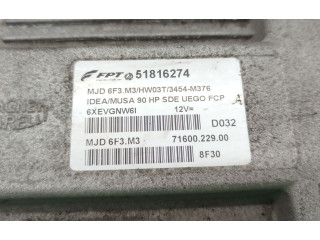 FPT 51816274
MJD 6F3.M3/HW03T/3454-M376
IDEA/MUSA 90 HP SDE UEGO FCP A
6XEVGNW6I 12V=
D032
MJD 6F3.M3 71600.229.00
8F30